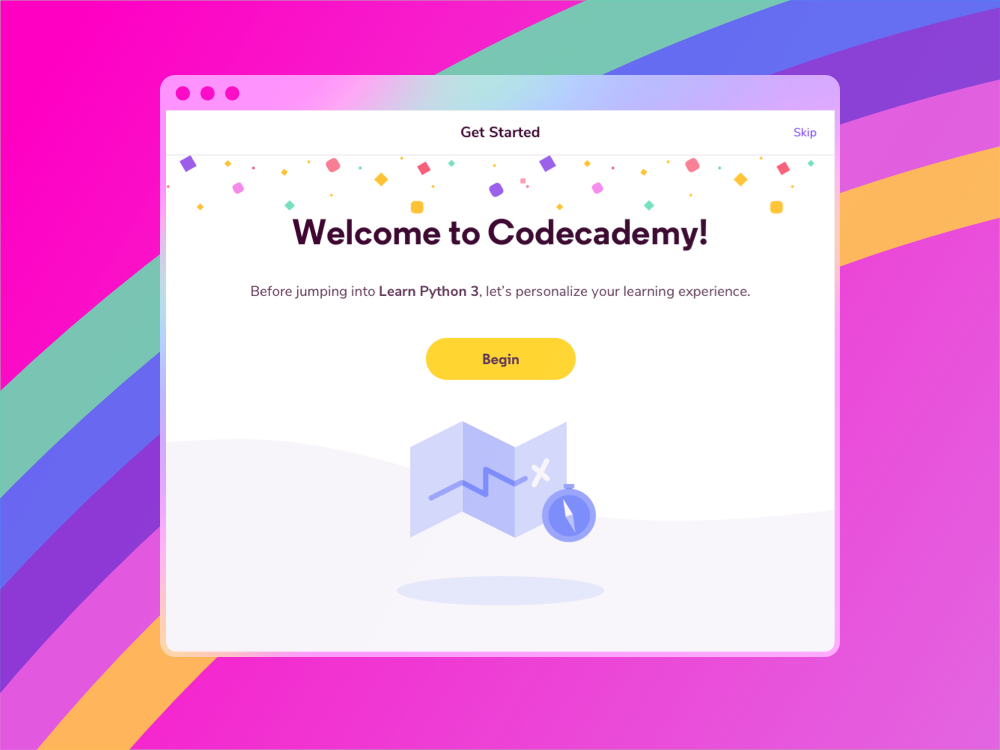 Get Started
Skip
Welcome to Codecademy!
Before jumping into Learn Python 3, let's personalize your learning experience.
Begin